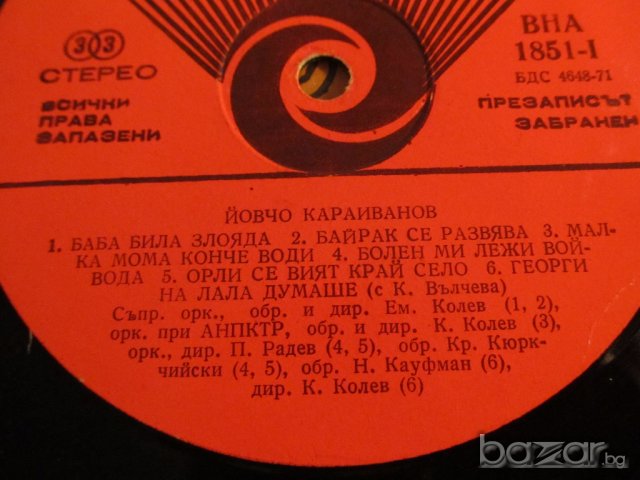 33
СТЕРЕО
ВСИЧКИ
ПРАВА
ЗАПАЗЕНИ
ВНА
1851-I
БДС 4648-71
ПРЕЗАПИСЪТ
ЗАБРАНЕН
ЙОВЧО КАРАИВАНОВ
1. БАБА БИЛА ЗЛОЯДА 2. БАЙРАК СЕ РАЗВЯВА 3. МАЛ-
КА МОМА КОНЧЕ ВОДИ 4. БОЛЕН МИ ЛЕЖИ ВОЙ-
ВОДА 5. ОРЛИ СЕ ВИЯТ КРАЙ СЕЛО 6. ГЕОРГИ
НА ЛАЛА ДУМАШЕ (с К. Вълчева)
Съпр. орк., обр. и дир. Ем. Колев (1, 2),
орк. при АНПКТР, обр. и дир. К. Колев (3),
орк., дир. П. Радев (4, 5), обр. Кр. Кюрк-
чийски (4, 5), обр. Н. Кауфман (6),
дир. К. Колев (6)
bazar.bg